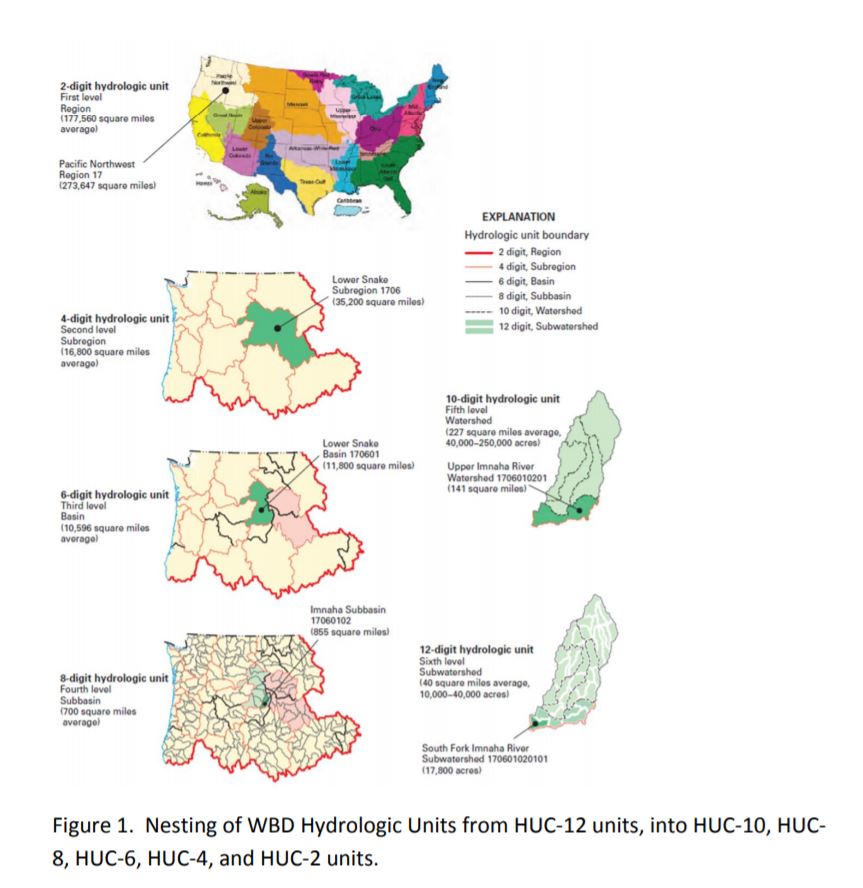 2-digit hydrologic unit
First level
Region
(177,560 square miles
average)
Pacific Northwest
Region 17
(273,647 square miles)
Pacific
Northwest
Missouri
Great Basin
Upper
Colorado
California
Lower
Colorado
Rio
Grande
Arkansas-White-Red
Texas-Gulf
Upper
Mississippi
Lower
Mississippi
Great Lakes
Ohio
Mid
Atlantic
New
England
South
Atlantic
Gulf
Hawaii
Alaska
Caribbean
EXPLANATION
Hydrologic unit boundary
2 digit, Region
4 digit, Subregion
6 digit, Basin
8 digit, Subbasin
10 digit, Watershed
12 digit, Subwatershed
4-digit hydrologic unit
Second level
Subregion
(16,800 square miles
average)
Lower Snake
Subregion 1706
(35,200 square miles)
6-digit hydrologic unit
Third level
Basin
(10,596 square miles
average)
Lower Snake
Basin 170601
(11,800 square miles)
8-digit hydrologic unit
Fourth level
Subbasin
(700 square miles
average)
Imnaha Subbasin
17060102
(855 square miles)
10-digit hydrologic unit
Fifth level
Watershed
(227 square miles average,
40,000–250,000 acres)
Upper Imnaha River
Watershed 1706010201
(141 square miles)
12-digit hydrologic unit
Sixth level
Subwatershed
(40 square miles average,
10,000–40,000 acres)
South Fork Imnaha River
Subwatershed 170601020101
(17,800 acres)
Figure 1.  Nesting of WBD Hydrologic Units from HUC-12 units, into HUC-
8, HUC-6, HUC-4, and HUC-2 units.